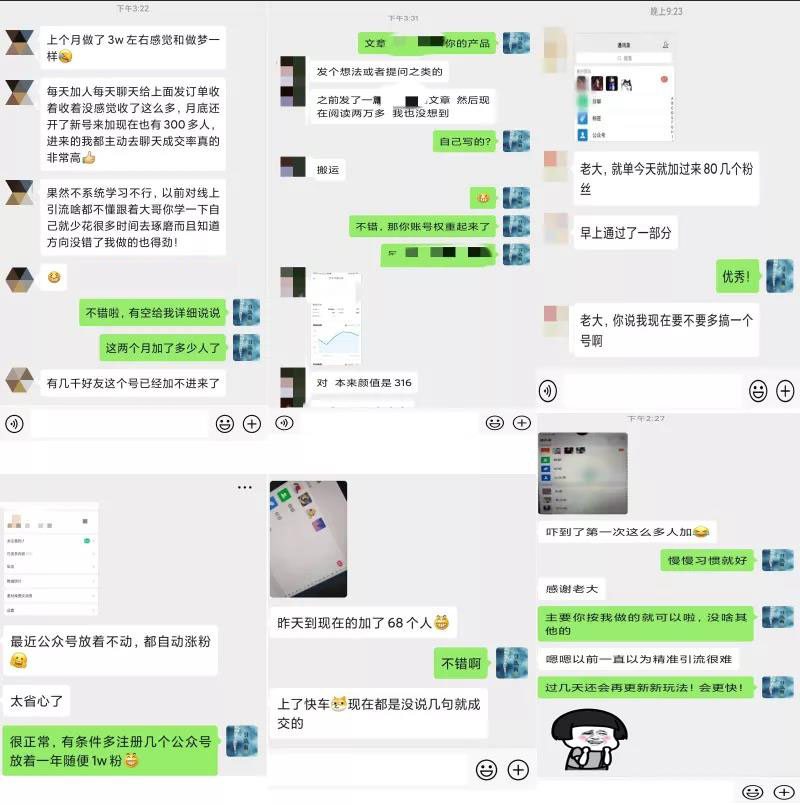 下午3:22
上个月做了3w左右感觉和做梦一
样
每天加人每天聊天给上面发订单收
着收着没感觉收了这么多，月底还
开了新号来加现在也有300多人，
进来的我都主动去聊天成交率真的
非常高
果然不系统学习不行，以前对线上
引流啥都不懂跟着大哥你学一下自
己就少花很多时间去琢磨而且知道
方向没错了我做的也得劲！
不错啦，有空给我详细说说
这两个月加了多少人了
有几千好友这个号已经加不进来了
下午3:31
文章
你的产品
发个想法或者提问之类的
之前发了一篇
文章 然后现
在阅读两万多 我也没想到
自己写的？
搬运
不错，那你账号权重起来了
对 本来颜值是316
晚上9:23
通讯录
标签
公众号
老大，就单今天就加过来80几个粉
丝
早上通过了一部分
优秀！
老大，你说我现在要不要多搞一个
号啊
最近公众号放着不动，都自动涨粉
太省心了
很正常，有条件多注册几个公众号
放着一年随便1w粉
昨天到现在的加了68个人
不错啊
上了快车现在都是没说几句就成
交的
下午2:27
吓到了第一次这么多人加
慢慢习惯就好
感谢老大
主要你按我做的就可以啦，没啥其
他的
嗯嗯以前一直以为精准引流很难
过几天还会再更新新玩法！会更快！